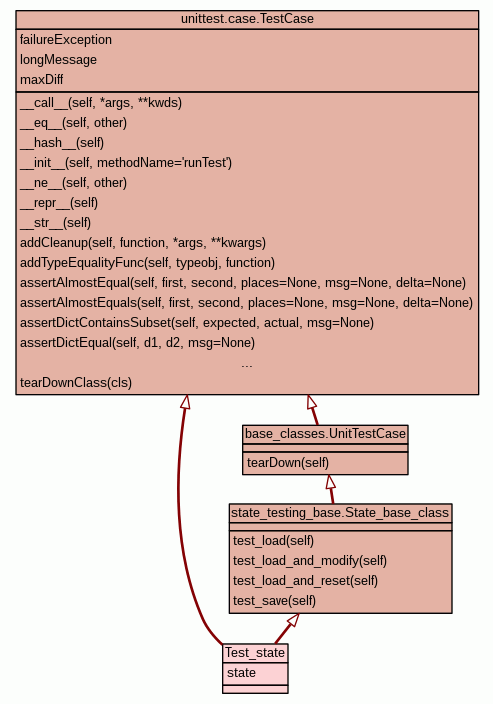 unittest.case.TestCase
failureException
longMessage
maxDiff
__call__(self, *args, **kwds)
__eq__(self, other)
__hash__(self)
__init__(self, methodName='runTest')
__ne__(self, other)
__repr__(self)
__str__(self)
addCleanup(self, function, *args, **kwargs)
addTypeEqualityFunc(self, typeobj, function)
assertAlmostEqual(self, first, second, places=None, msg=None, delta=None)
assertAlmostEquals(self, first, second, places=None, msg=None, delta=None)
assertDictContainsSubset(self, expected, actual, msg=None)
assertDictEqual(self, d1, d2, msg=None)
...
tearDownClass(cls)
base_classes.UnitTestCase
tearDown(self)
state_testing_base.State_base_class
test_load(self)
test_load_and_modify(self)
test_load_and_reset(self)
test_save(self)
Test_state
state